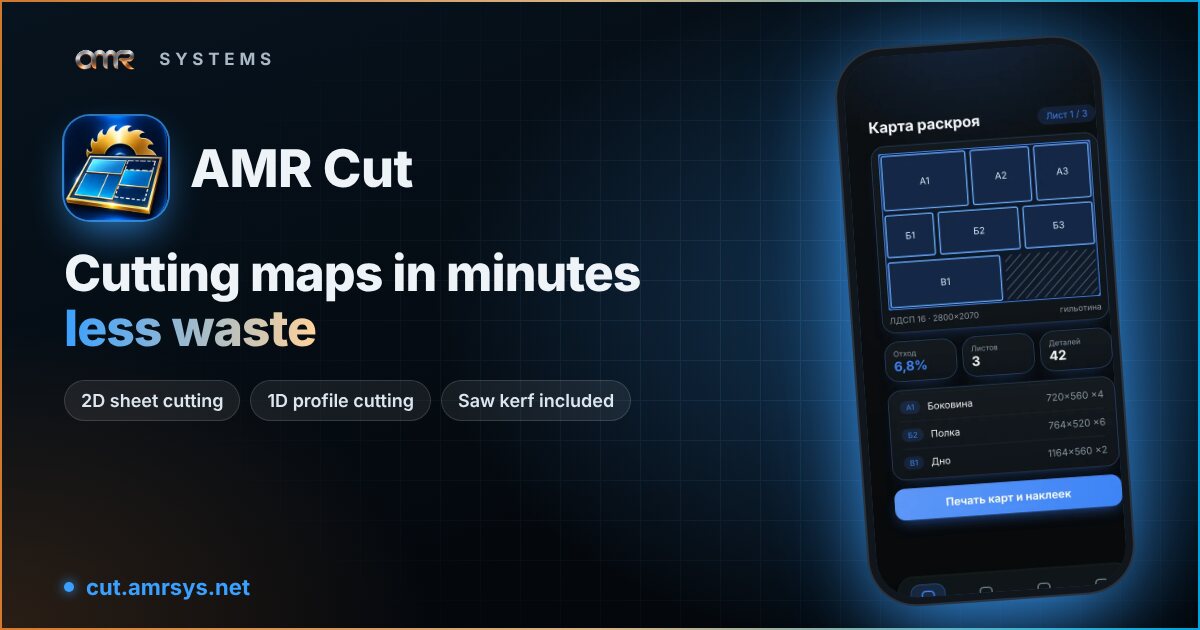 AMR SYSTEMS
AMR Cut
Cutting maps in minutes
less waste
2D sheet cutting
1D profile cutting
Saw kerf included
cut.amrsys.net
Карта раскроя
Лист 1 / 3
А1
А2
А3
Б1
Б2
Б3
В1
ЛДСП 16 · 2800×2070
гильотина
Отход
6,8%
Листов
3
Деталей
42
А1 Боковина 720×560 ×4
Б2 Полка 764×520 ×6
В1 Дно 1164×560 ×2
Печать карт и наклеек